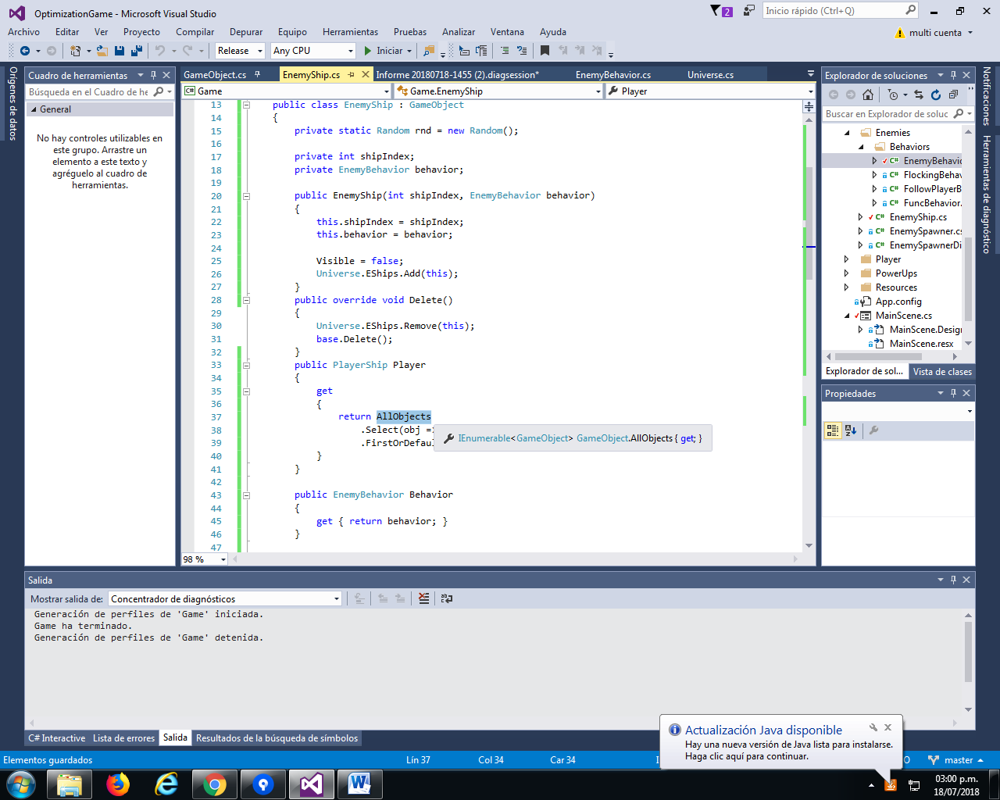 OptimizationGame - Microsoft Visual Studio
2
Inicio rápido (Ctrl+Q)
Archivo Editar Ver Proyecto Compilar Depurar Equipo Herramientas Pruebas Analizar Ventana Ayuda
multi cuenta
Release Any CPU Iniciar
Orígenes de datos
Cuadro de herramientas
Búsqueda en el Cuadro de he
General
No hay controles utilizables en
este grupo. Arrastre un
elemento a este texto y
agréguelo al cuadro de
herramientas.
GameObject.cs EnemyShip.cs Informe 20180718-1455 (2).diagsession* EnemyBehavior.cs Universe.cs
C# Game Game.EnemyShip Player
13 public class EnemyShip : GameObject
14 {
15 private static Random rnd = new Random();
16
17 private int shipIndex;
18 private EnemyBehavior behavior;
19
20 public EnemyShip(int shipIndex, EnemyBehavior behavior)
21 {
22 this.shipIndex = shipIndex;
23 this.behavior = behavior;
24
25 Visible = false;
26 Universe.EShips.Add(this);
27 }
28 public override void Delete()
29 {
30 Universe.EShips.Remove(this);
31 base.Delete();
32 }
33 public PlayerShip Player
34 {
35 get
36 {
37 return AllObjects
38 .Select(obj =>
39 .FirstOrDefaul
40 }
41 }
42
43 public EnemyBehavior Behavior
44 {
45 get { return behavior; }
46 }
47
IEnumerable<GameObject> GameObject.AllObjects { get; }
98 %
Explorador de soluciones
Buscar en Explorador de soluc
Enemies
Behaviors
C# EnemyBehavio
C# FlockingBehav
C# FollowPlayerB
C# FuncBehavior.
C# EnemyShip.cs
C# EnemySpawner.cs
C# EnemySpawnerDi
Player
PowerUps
Resources
App.config
MainScene.cs
MainScene.Design
MainScene.resx
Explorador de sol... Vista de clases
Propiedades
Notificaciones
Herramientas de diagnóstico
Salida
Mostrar salida de: Concentrador de diagnósticos
Generación de perfiles de 'Game' iniciada.
Game ha terminado.
Generación de perfiles de 'Game' detenida.
C# Interactive Lista de errores Salida Resultados de la búsqueda de símbolos
Actualización Java disponible
Hay una nueva versión de Java lista para instalarse.
Haga clic aquí para continuar.
Elementos guardados Lín 37 Col 34 Car 34 master
03:00 p.m.
18/07/2018